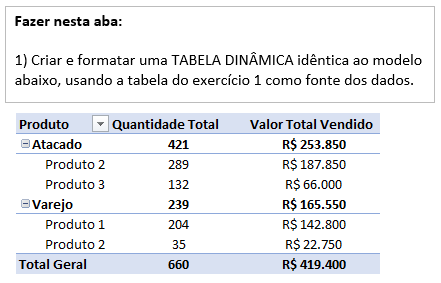 Fazer nesta aba:
1) Criar e formatar uma TABELA DINÂMICA idêntica ao modelo
abaixo, usando a tabela do exercício 1 como fonte dos dados.
Produto Quantidade Total Valor Total Vendido
Atacado 421 R$ 253.850
Produto 2 289 R$ 187.850
Produto 3 132 R$ 66.000
Varejo 239 R$ 165.550
Produto 1 204 R$ 142.800
Produto 2 35 R$ 22.750
Total Geral 660 R$ 419.400